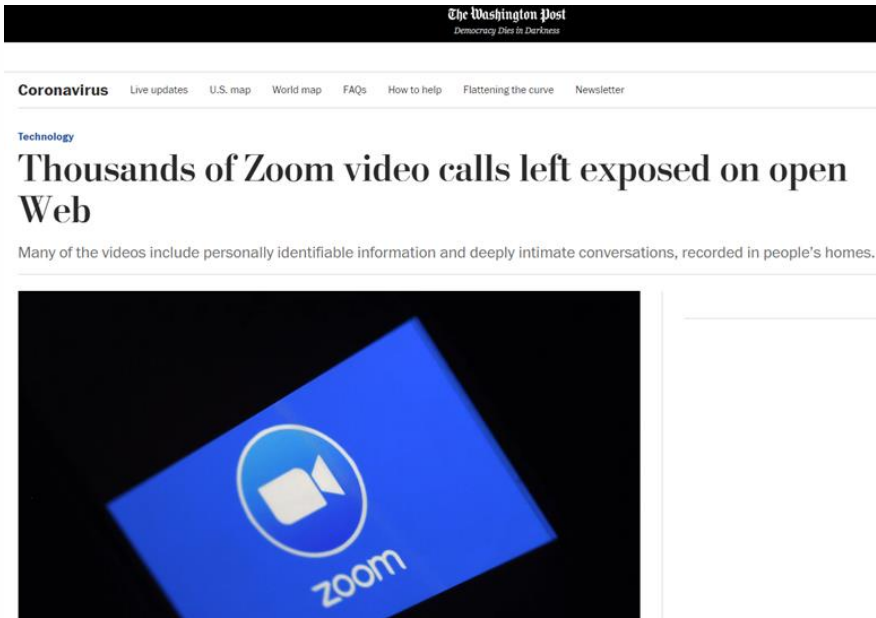 The Washington Post
Democracy Dies in Darkness
Coronavirus Live updates U.S. map World map FAQs How to help Flattening the curve Newsletter
Technology
Thousands of Zoom video calls left exposed on open
Web
Many of the videos include personally identifiable information and deeply intimate conversations, recorded in people's homes.
zoom